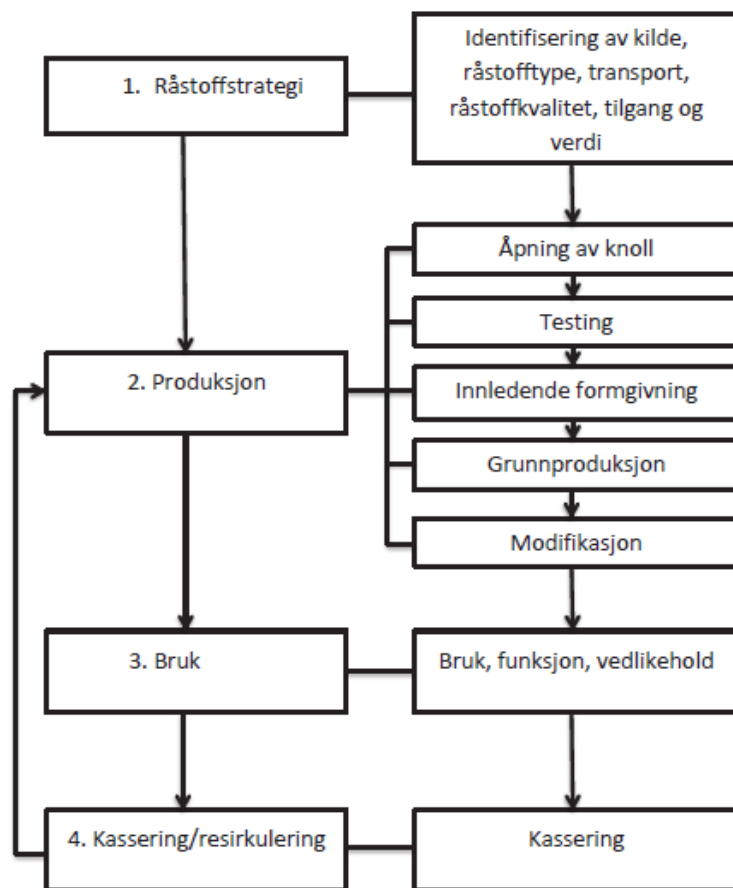 1. Råstoffstrategi
Identifisering av kilde,
råstofftype, transport,
råstoffkvalitet, tilgang og
verdi
Åpning av knoll
Testing
2. Produksjon
Innledende formgivning
Grunnproduksjon
Modifikasjon
3. Bruk
Bruk, funksjon, vedlikehold
4. Kassering/resirkulering
Kassering